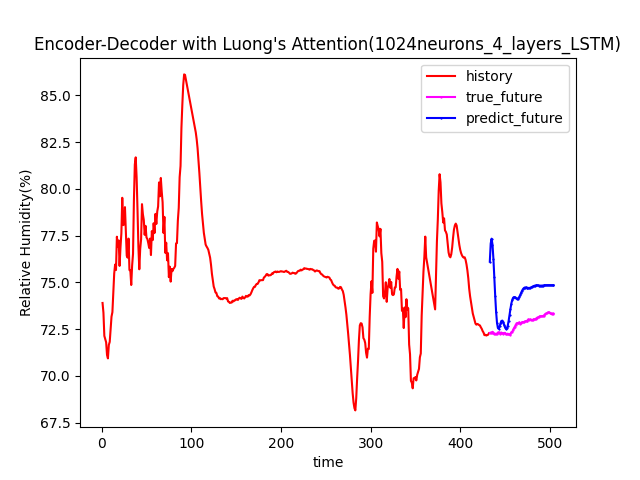 Encoder-Decoder with Luong's Attention(1024neurons_4_layers_LSTM)
history
true_future
predict_future
Relative Humidity(%)
85.0
82.5
80.0
77.5
75.0
72.5
70.0
67.5
0 100 200 300 400 500
time